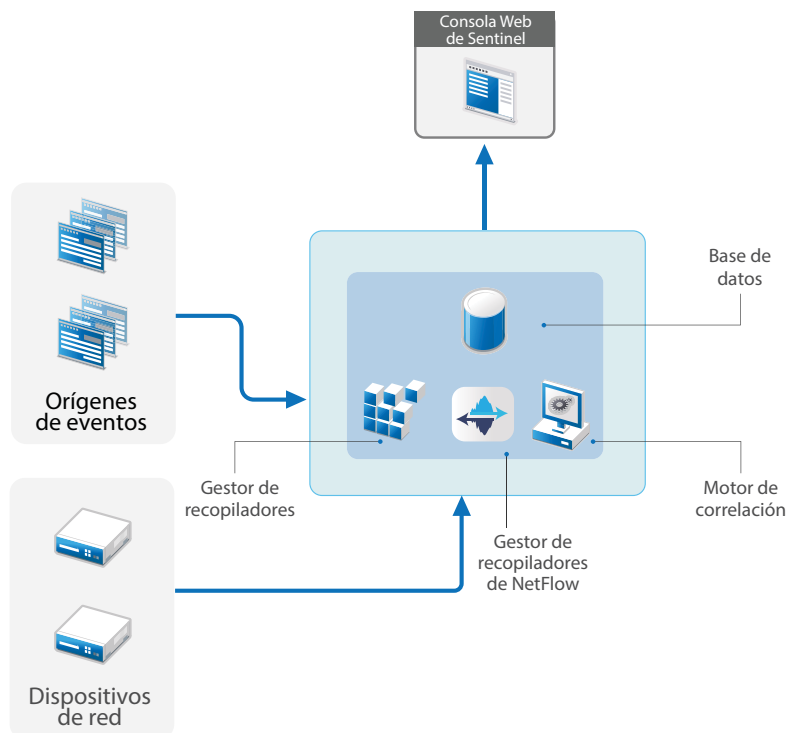 Consola Web
de Sentinel
Base de
datos
Orígenes
de eventos
Gestor de
recopiladores
Motor de
correlación
Gestor de
recopiladores
de NetFlow
Dispositivos
de red